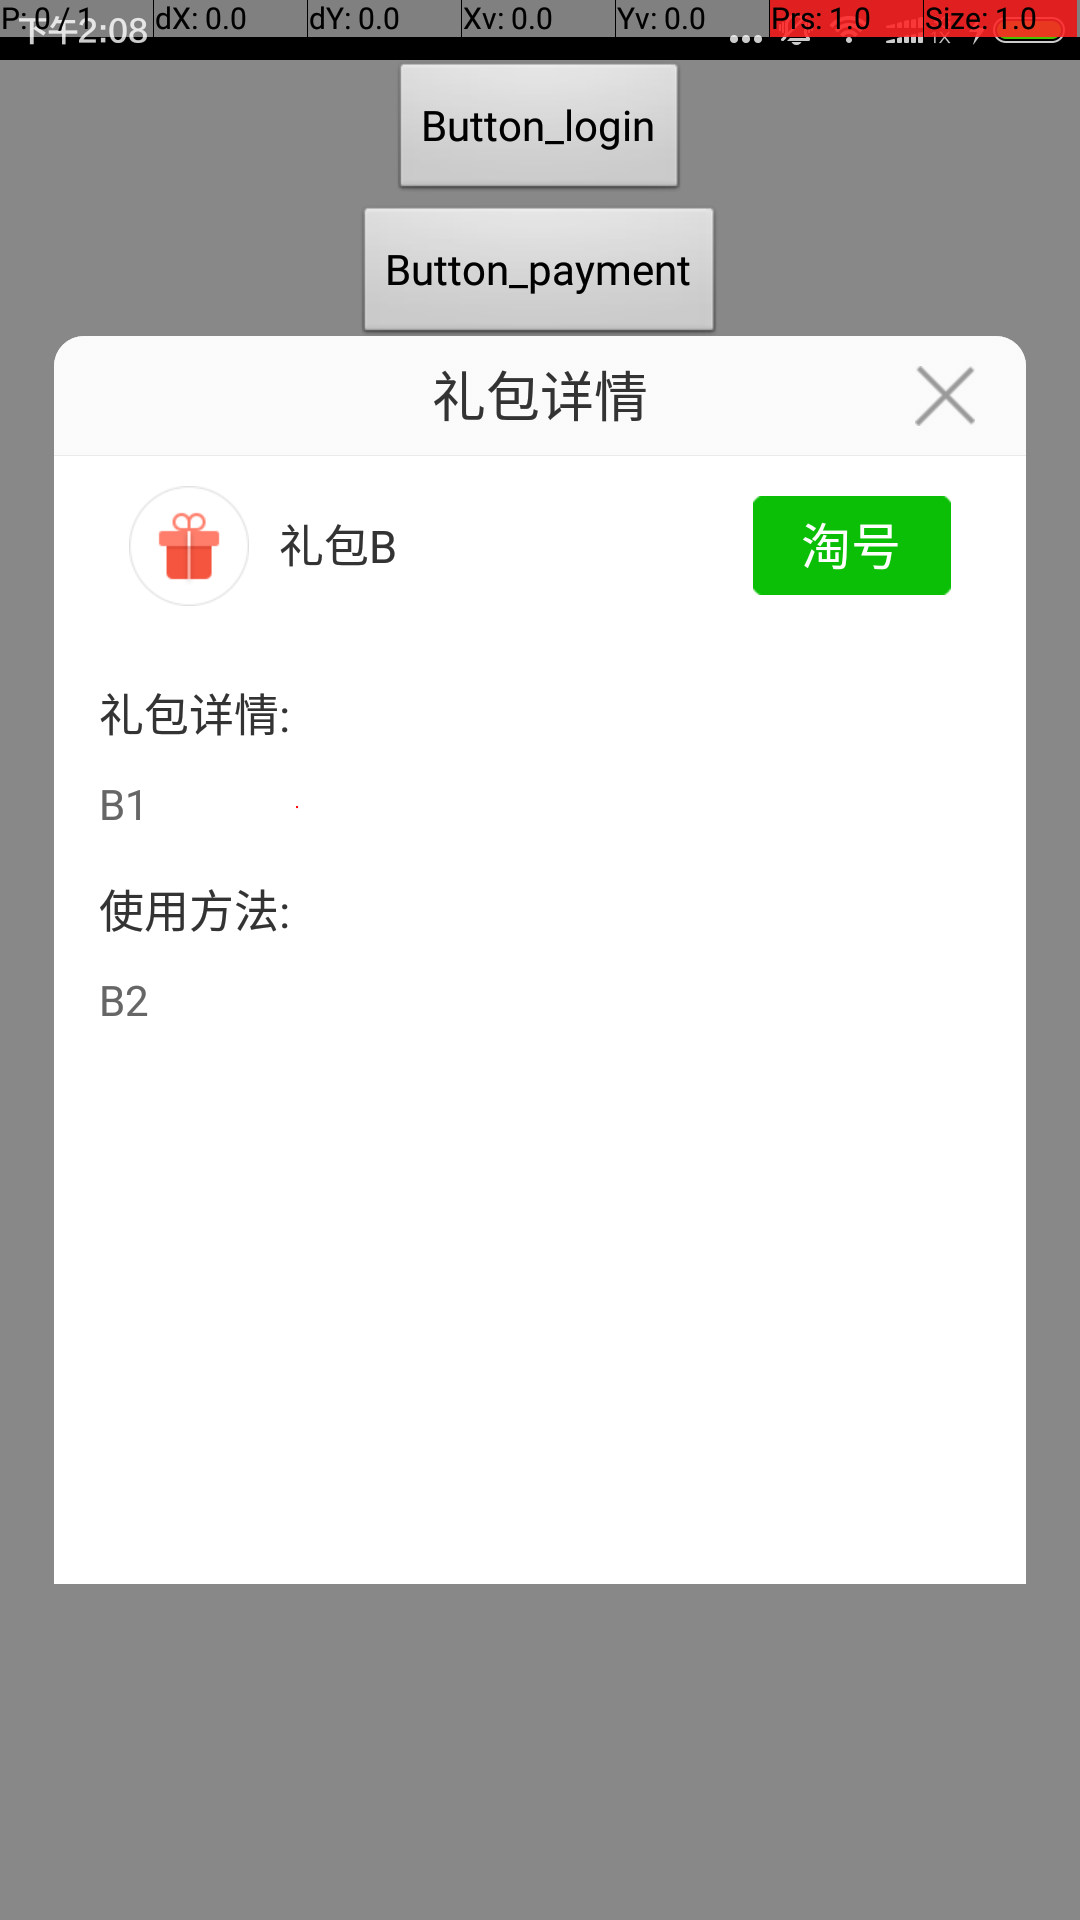 P: 0 / 1 dX: 0.0 dY: 0.0 Xv: 0.0 Yv: 0.0 Prs: 1.0 Size: 1.0
下午2:08 1X
Button_login
Button_payment
礼包详情
礼包B 淘号
礼包详情:
B1
使用方法:
B2